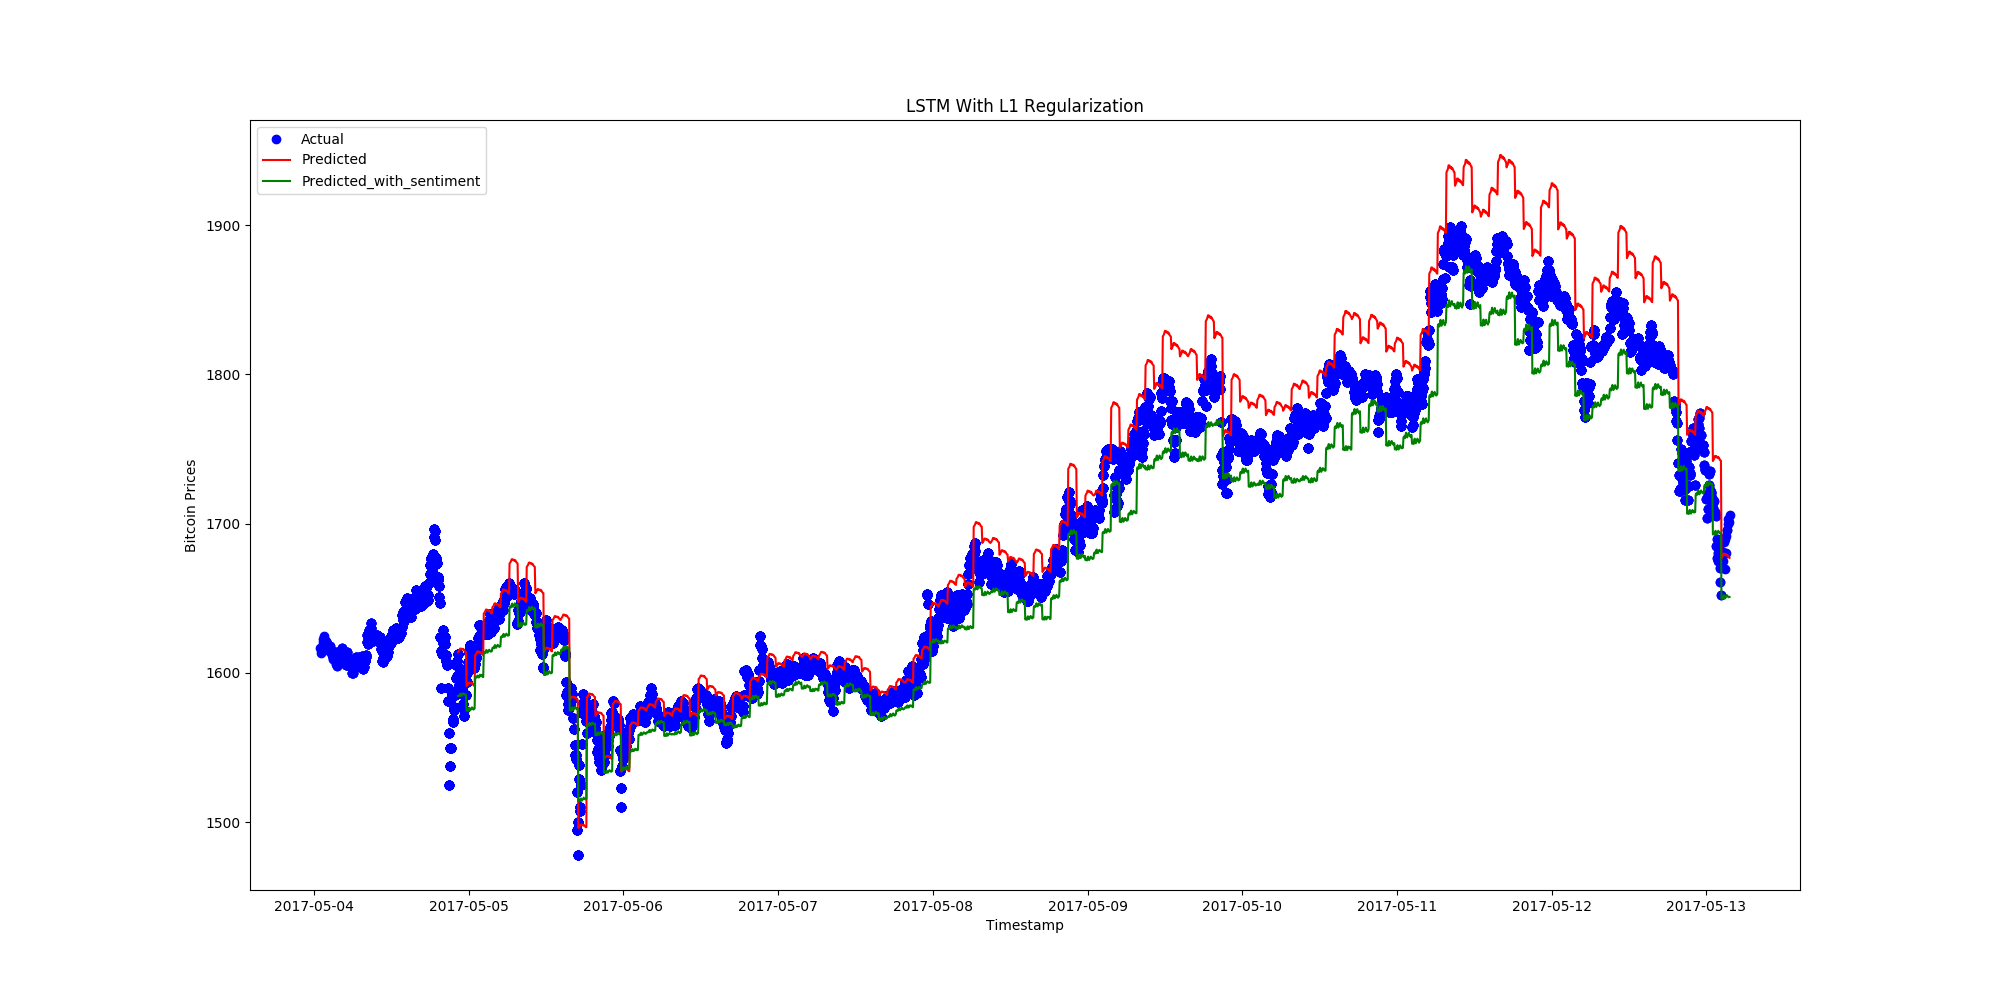 LSTM With L1 Regularization
Actual
Predicted
Predicted_with_sentiment
1900
1800
1700
1600
1500
Bitcoin Prices
2017-05-04 2017-05-05 2017-05-06 2017-05-07 2017-05-08 2017-05-09 2017-05-10 2017-05-11 2017-05-12 2017-05-13
Timestamp